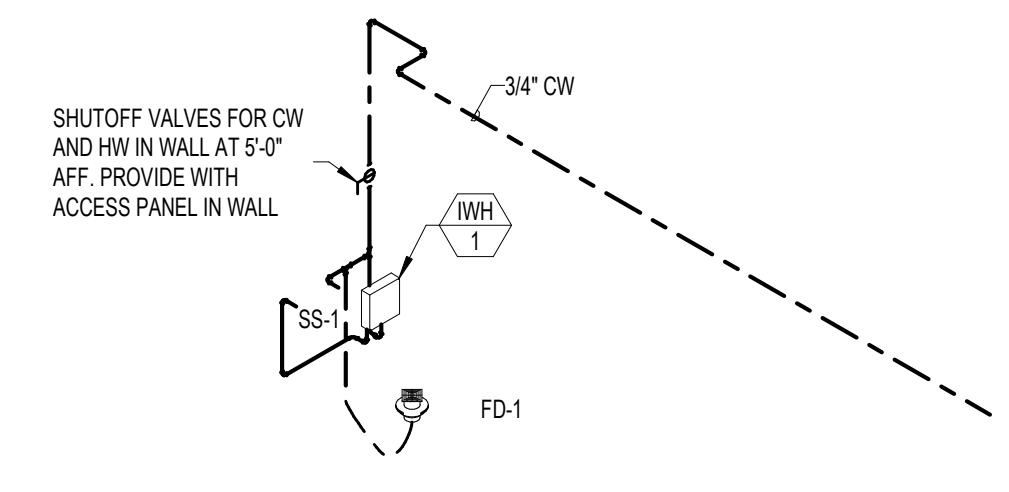 3/4" CW
SHUTOFF VALVES FOR CW
AND HW IN WALL AT 5'-0"
AFF. PROVIDE WITH
ACCESS PANEL IN WALL
IWH
1
SS-1
FD-1